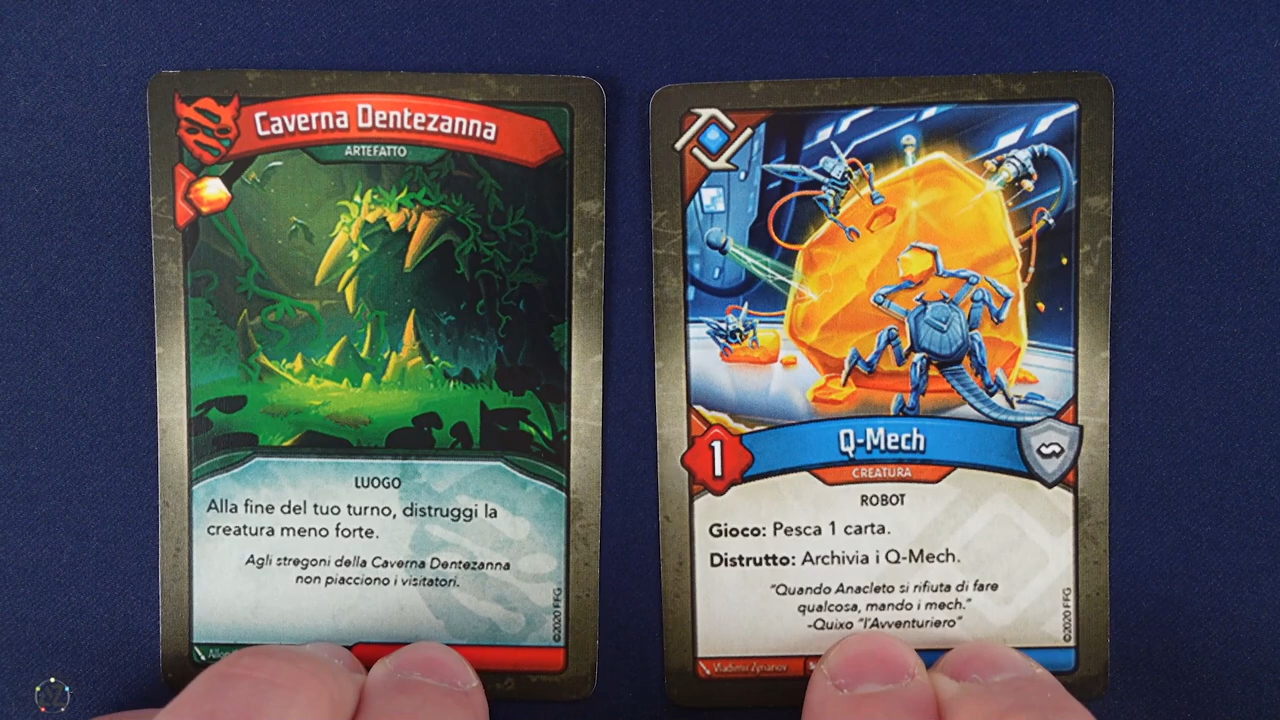 Caverna Dentezanna
ARTEFATTO
LUOGO
Alla fine del tuo turno, distruggi la
creatura meno forte.
Agli stregoni della Caverna Dentezanna
non piacciono i visitatori.
©2020 FFG
1
Q-Mech
CREATURA
ROBOT
Gioco: Pesca 1 carta.
Distrutto: Archivia i Q-Mech.
"Quando Anacleto si rifiuta di fare
qualcosa, mando i mech."
-Quixo "l'Avventuriero"
©2020 FFG